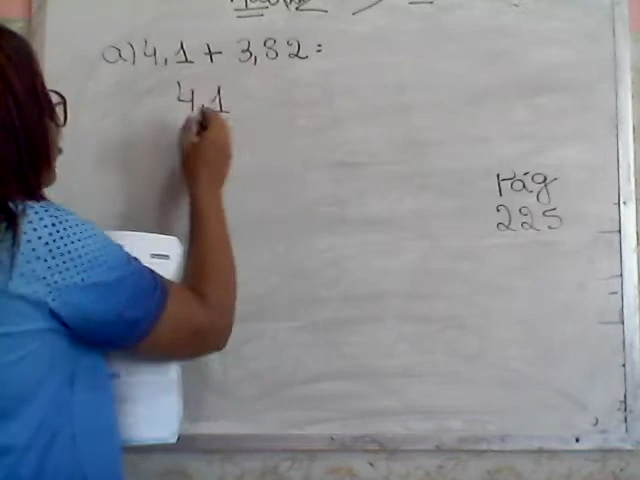 a) 4,1 + 3,82 =
4,1
Pág
225